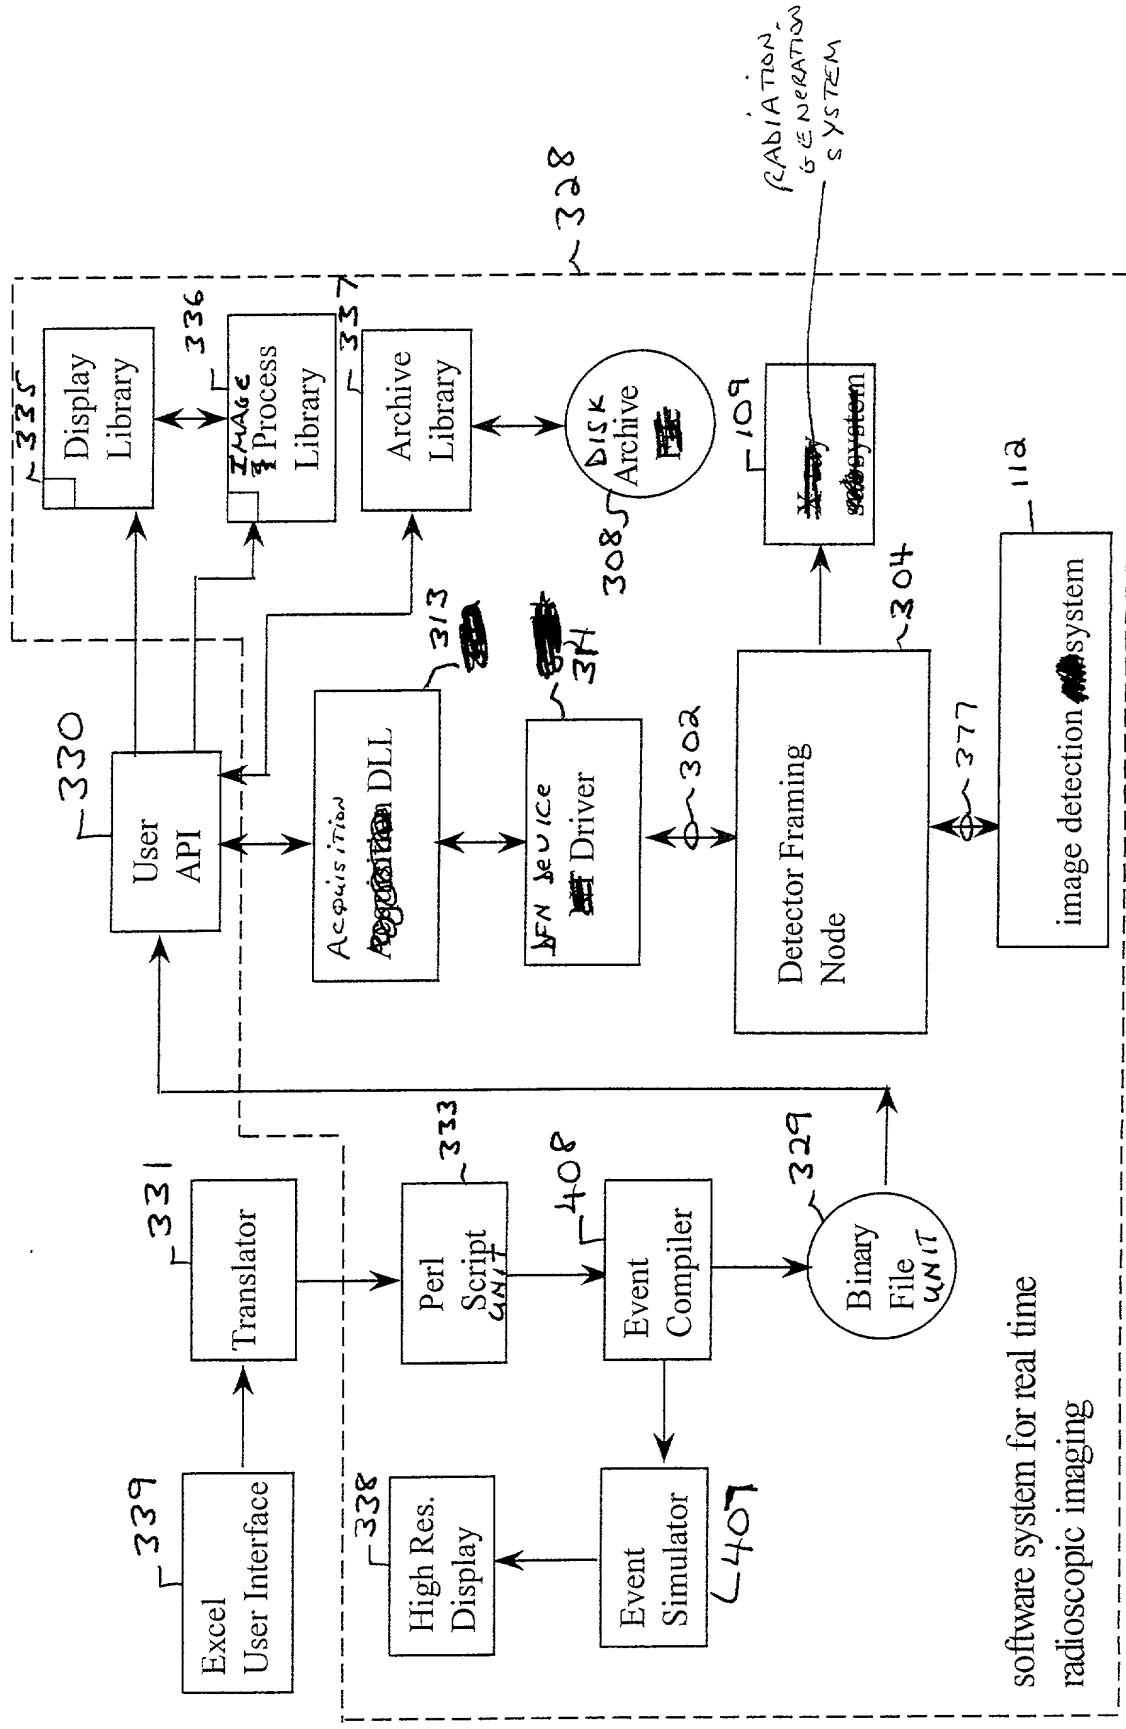 339
Excel
User Interface
331
Translator
330
User
API
335
Display
Library
336
IMAGE
Process
Library
337
Archive
Library
328
338
High Res.
Display
333
Perl
Script
UNIT
313
Acquisition
DLL
308
DISK
Archive
407
Event
Simulator
408
Event
Compiler
314
DFN DEVICE
Driver
302
109
RADIATION
GENERATION
SYSTEM
329
Binary
File
UNIT
304
Detector Framing
Node
377
112
image detection system
software system for real time
radioscopic imaging